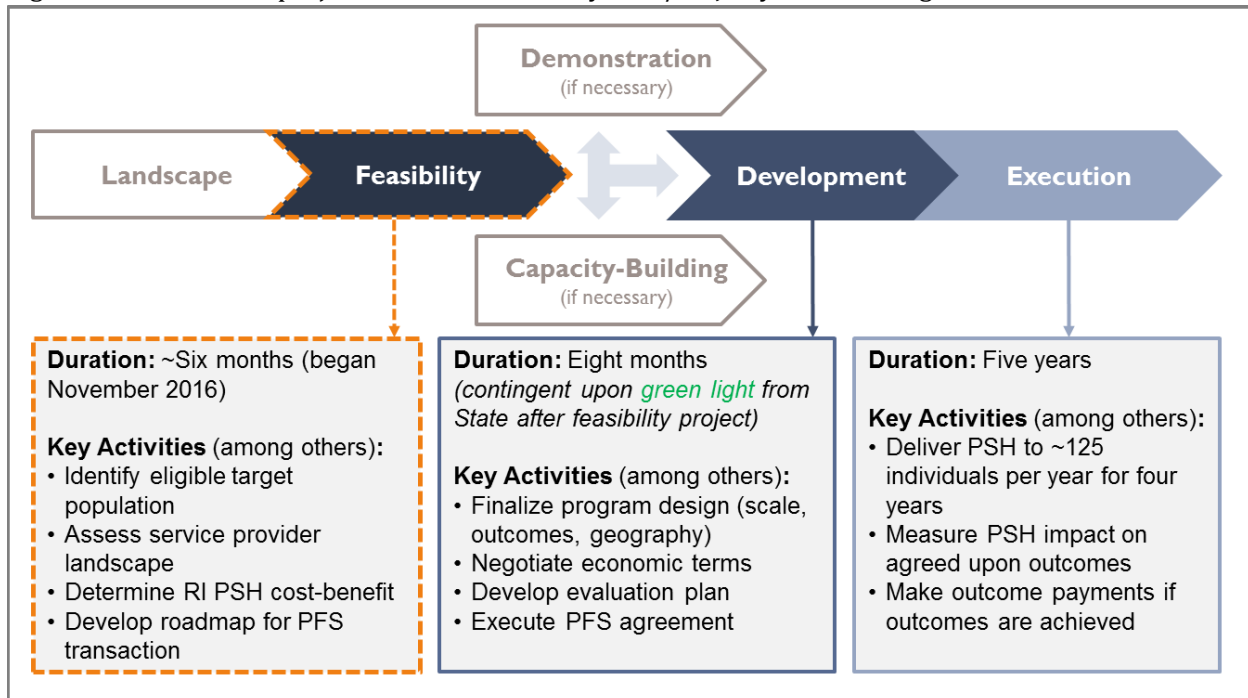 Demonstration
(if necessary)
Landscape
Feasibility
Development
Execution
Capacity-Building
(if necessary)
Duration: ~Six months (began
November 2016)
Key Activities (among others):
• Identify eligible target
population
• Assess service provider
landscape
• Determine RI PSH cost-benefit
• Develop roadmap for PFS
transaction
Duration: Eight months
(contingent upon green light from
State after feasibility project)
Key Activities (among others):
• Finalize program design (scale,
outcomes, geography)
• Negotiate economic terms
• Develop evaluation plan
• Execute PFS agreement
Duration: Five years
Key Activities (among others):
• Deliver PSH to ~125
individuals per year for four
years
• Measure PSH impact on
agreed upon outcomes
• Make outcome payments if
outcomes are achieved